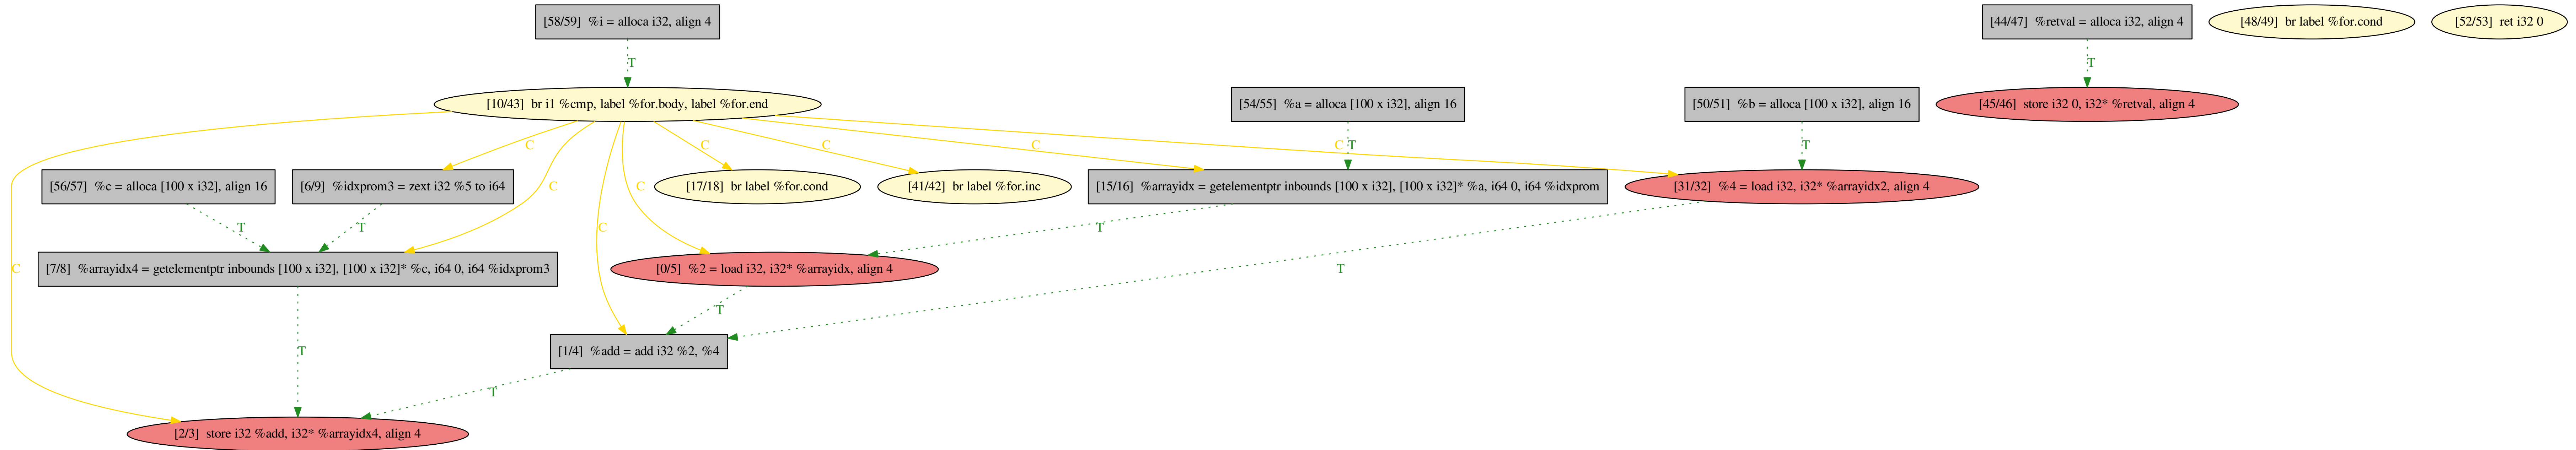 [58/59] %i = alloca i32, align 4
[44/47] %retval = alloca i32, align 4
[48/49] br label %for.cond
[52/53] ret i32 0
T
T
[10/43] br i1 %cmp, label %for.body, label %for.end
[54/55] %a = alloca [100 x i32], align 16
[50/51] %b = alloca [100 x i32], align 16
[45/46] store i32 0, i32* %retval, align 4
C
C
C
C
C
T
T
[56/57] %c = alloca [100 x i32], align 16
[6/9] %idxprom3 = zext i32 %5 to i64
C
C
[17/18] br label %for.cond
[41/42] br label %for.inc
[15/16] %arrayidx = getelementptr inbounds [100 x i32], [100 x i32]* %a, i64 0, i64 %idxprom
[31/32] %4 = load i32, i32* %arrayidx2, align 4
T
T
C
T
C
[7/8] %arrayidx4 = getelementptr inbounds [100 x i32], [100 x i32]* %c, i64 0, i64 %idxprom3
[0/5] %2 = load i32, i32* %arrayidx, align 4
T
T
T
[1/4] %add = add i32 %2, %4
T
[2/3] store i32 %add, i32* %arrayidx4, align 4